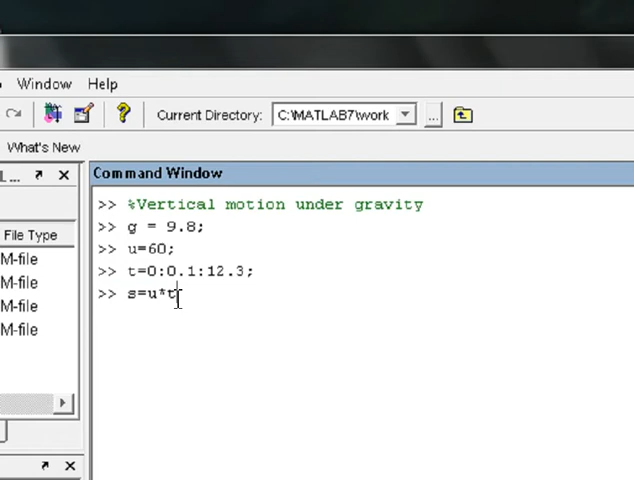 Window Help
Current Directory: C:\MATLAB7\work ...
What's New
L... 
Command Window
File Type
M-file
M-file
M-file
M-file
>> %Vertical motion under gravity
>> g = 9.8;
>> u=60;
>> t=0:0.1:12.3;
>> s=u*t